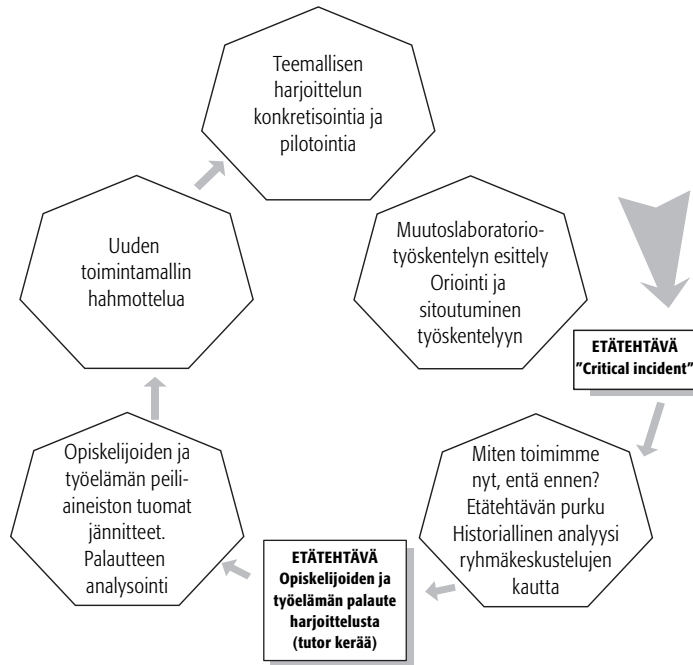 Teemallisen
harjoittelun
konkretisointia ja
pilotointia
Muutoslaboratorio-
työskentelyn esittely
Oriointi ja
sitoutuminen
työskentelyyn
ETÄTEHTÄVÄ
"Critical incident"
Miten toimimme
nyt, entä ennen?
Etätehtävän purku
Historiallinen analyysi
ryhmäkeskustelujen
kautta
ETÄTEHTÄVÄ
Opiskelijoiden ja
työelämän palaute
harjoittelusta
(tutor kerää)
Opiskelijoiden ja
työelämän peili-
aineiston tuomat
jännitteet.
Palautteen
analysointi
Uuden
toimintamallin
hahmottelua